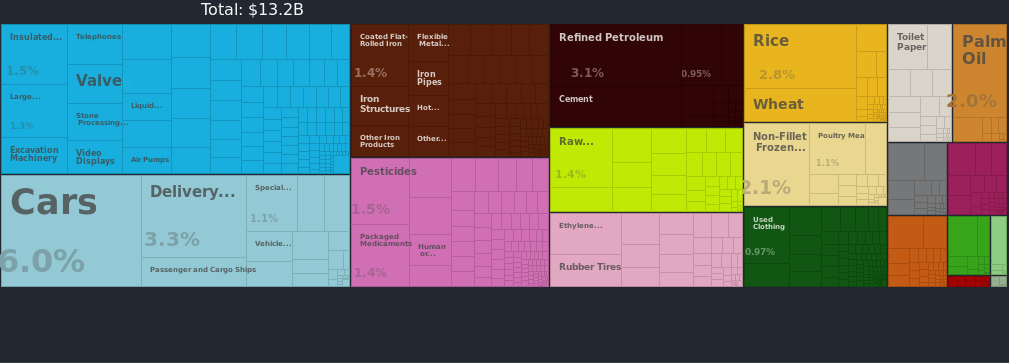 Total: $13.2B
Insulated...
1.5%
Large...
1.3%
Excavation
Machinery
Telephones
Valve
Stone
Processing...
Video
Displays
Liquid...
Air Pumps
Cars
6.0%
Delivery...
3.3%
Passenger and Cargo Ships
Special...
1.1%
Vehicle...
Coated Flat-
Rolled Iron
1.4%
Iron
Structures
Other Iron
Products
Flexible
Metal...
Iron
Pipes
Hot...
Other...
Pesticides
1.5%
Packaged
Medicaments
1.4%
Human
or...
Refined Petroleum
3.1%
0.95%
Cement
Raw...
1.4%
Ethylene...
Rubber Tires
Rice
2.8%
Wheat
Non-Fillet
Frozen...
2.1%
Poultry Mea
1.1%
Used
Clothing
0.97%
Toilet
Paper
Palm
Oil
2.0%